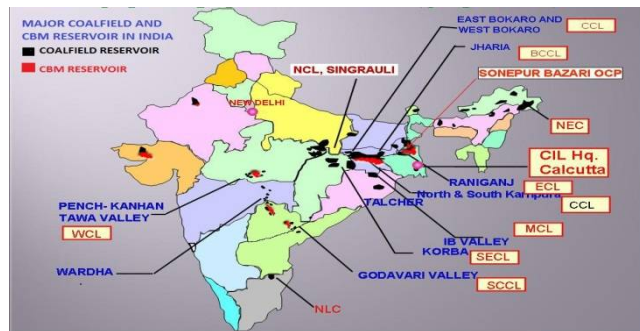 MAJOR COALFIELD AND
CBM RESERVOIR IN INDIA
COALFIELD RESERVOIR
CBM RESERVOIR
EAST BOKARO AND
WEST BOKARO
CCL
JHARIA
BCCL
NCL, SINGRAULI
SONEPUR BAZARI OCP
NEW DELHI
NEC
CIL Hq.
Calcutta
RANIGANJ
ECL
North & South Kampura
CCL
TALCHER
PENCH- KANHAN
TAWA VALLEY
WCL
IB VALLEY
MCL
KORBA
SECL
WARDHA
GODAVARI VALLEY
SCCL
NLC